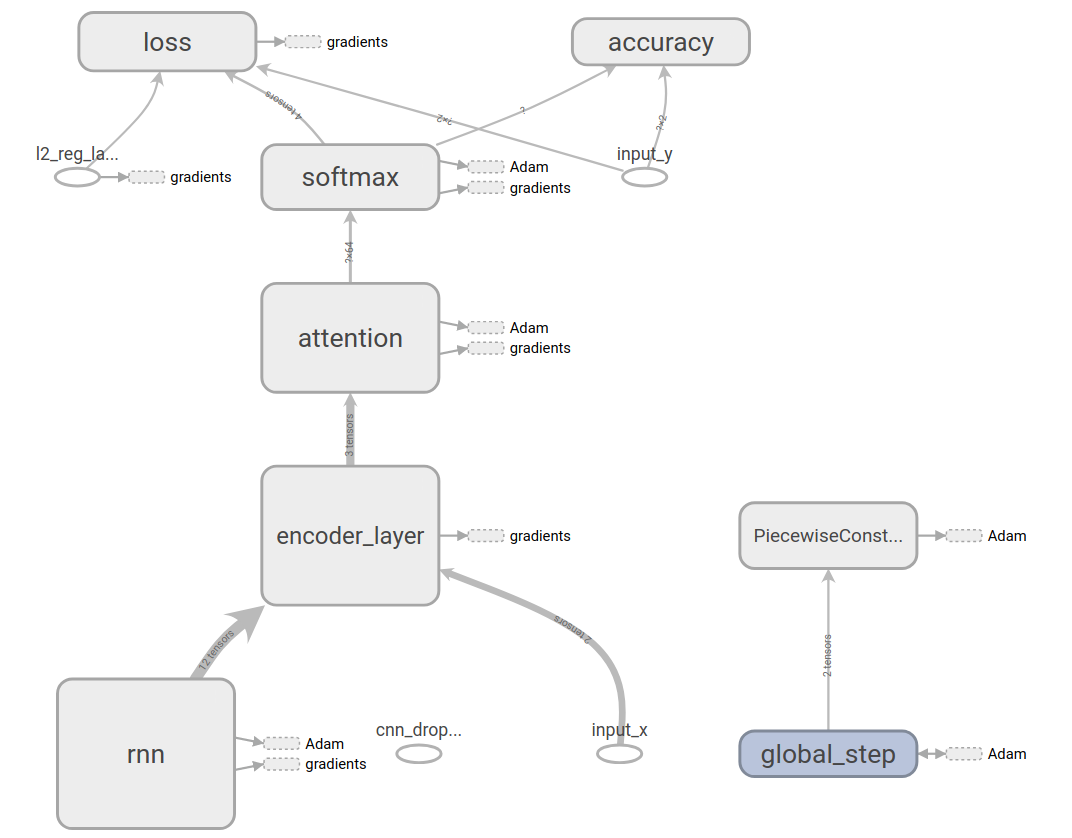 loss
gradients
accuracy
4 tensors
?
?×2
?×2
l2_reg_la...
gradients
softmax
Adam
gradients
input_y
?×64
attention
Adam
gradients
3 tensors
encoder_layer
gradients
PiecewiseConst...
Adam
12 tensors
2 tensors
2 tensors
rnn
Adam
gradients
cnn_drop...
input_x
global_step
Adam